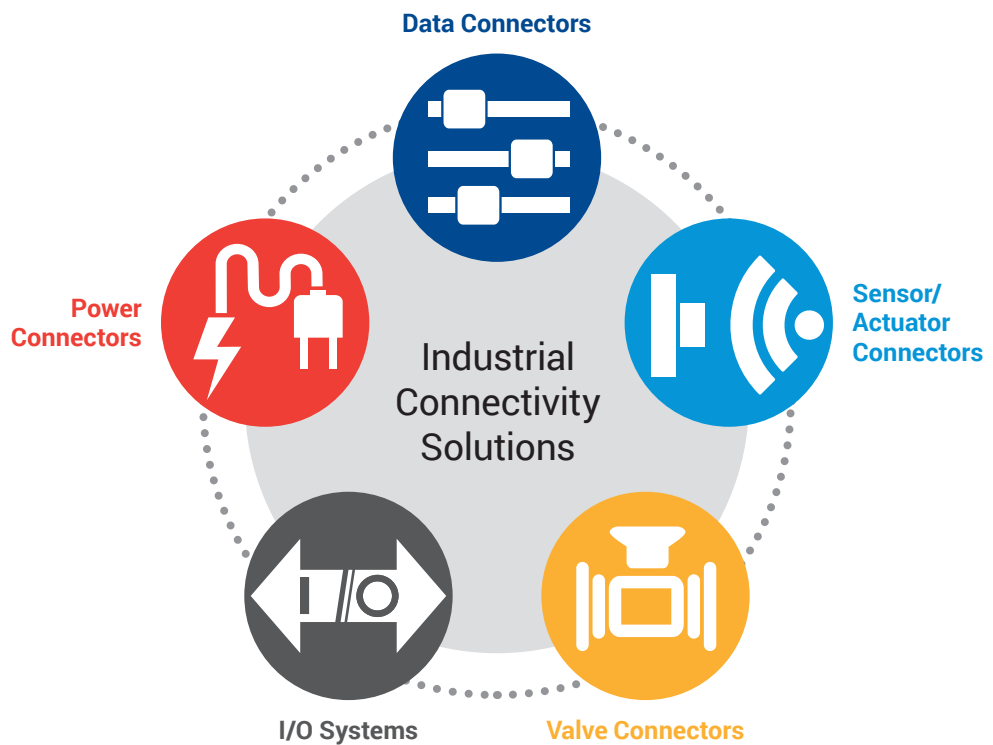 Data Connectors
Power
Connectors
Sensor/
Actuator
Connectors
Industrial
Connectivity
Solutions
I/O
I/O Systems
Valve Connectors